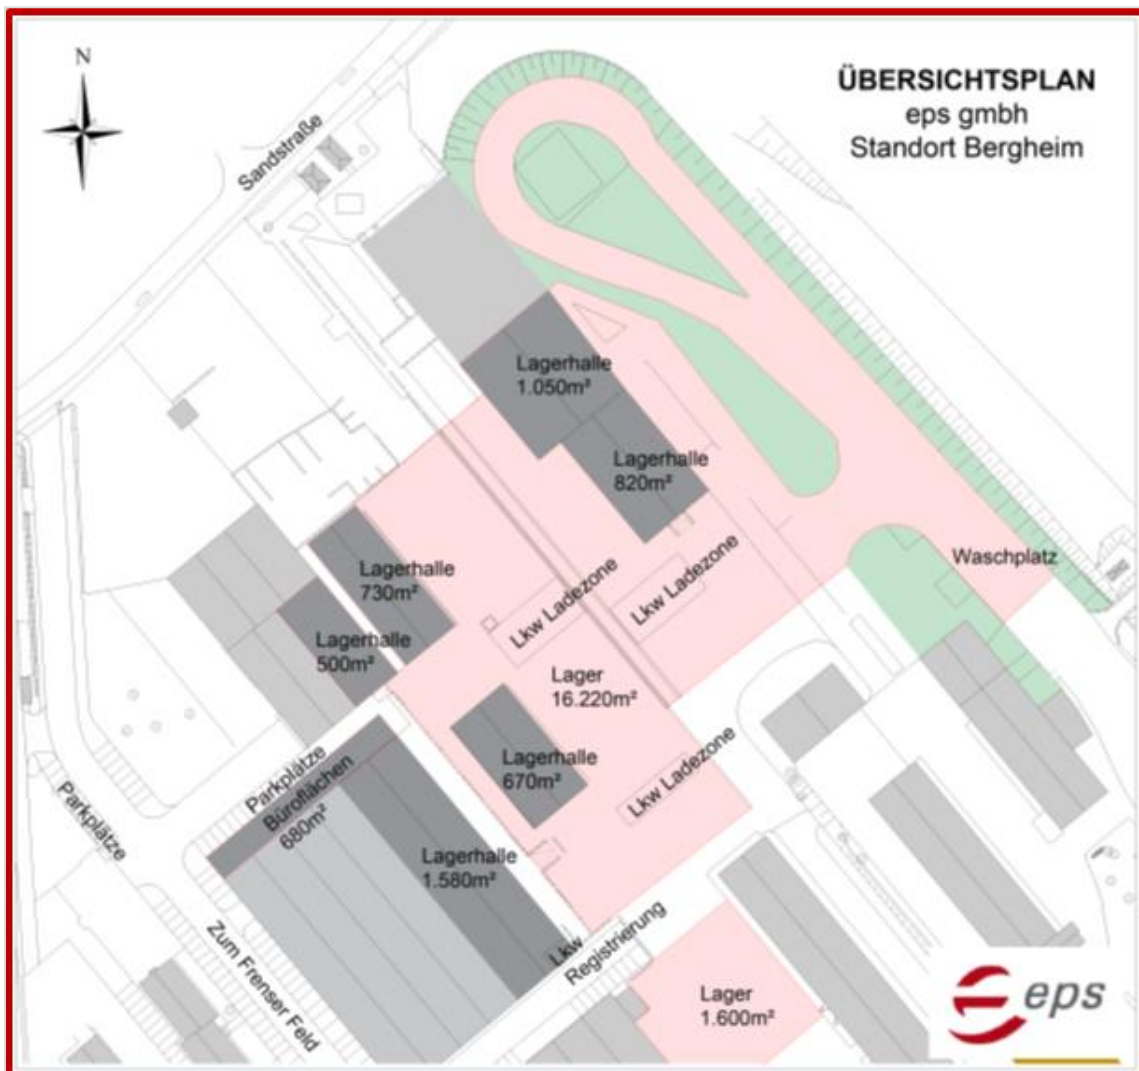 N
ÜBERSICHTSPLAN
eps gmbh
Standort Bergheim
Sandstraße
Lagerhalle
1.050m²
Lagerhalle
820m²
Waschplatz
Lagerhalle
730m²
Lkw Ladezone
Lkw Ladezone
Lagerhalle
500m²
Lager
16.220m²
Lagerhalle
670m²
Lkw Ladezone
Parkplätze
Parkplätze
Büroflächen
680m²
Lagerhalle
1.580m²
Zum Frenser Feld
Lkw
Registrierung
Lager
1.600m²
eps